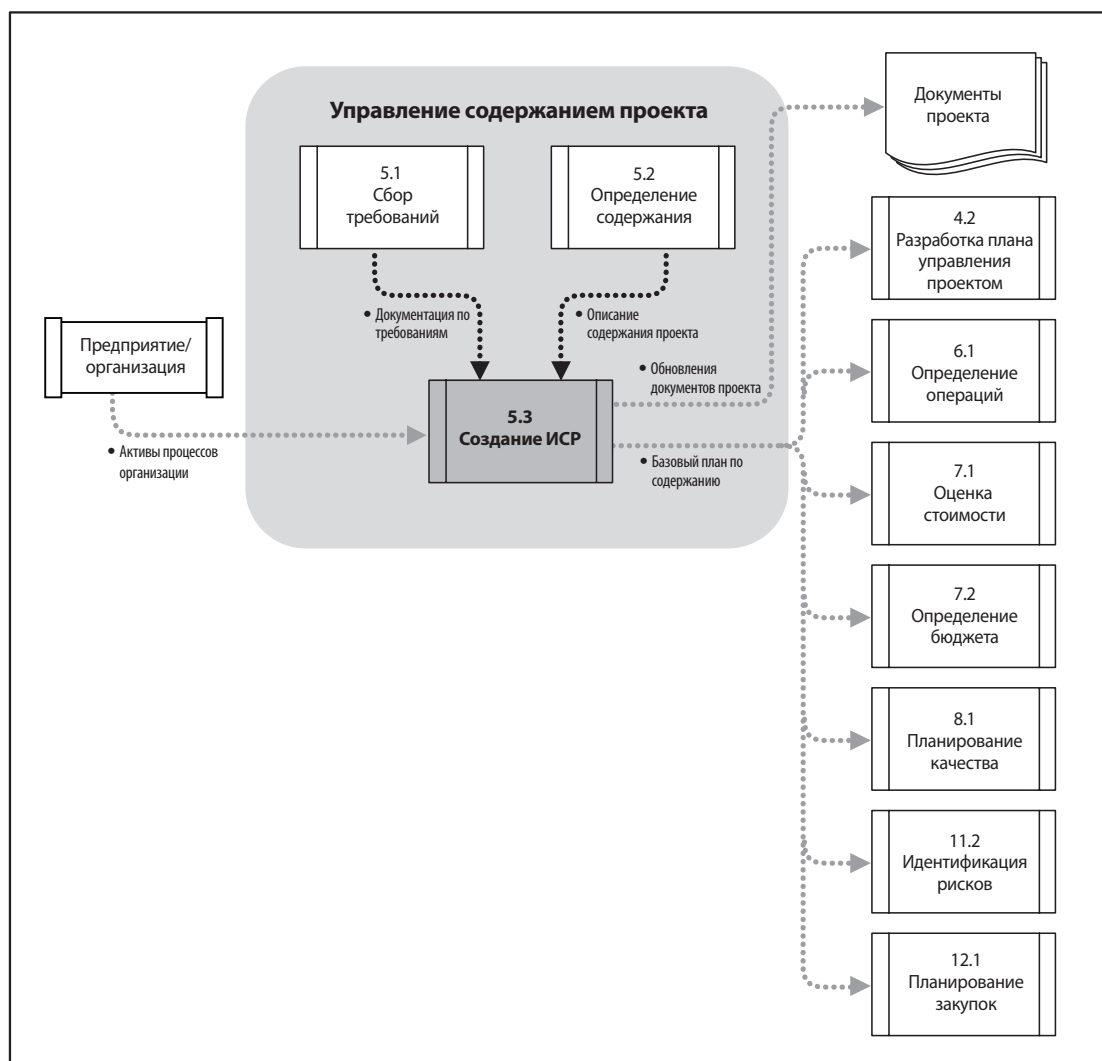 Управление содержанием проекта
5.1
Сбор
требований
5.2
Определение
содержания
• Документация по
требованиям
• Описание
содержания проекта
Предприятие/
организация
• Активы процессов
организации
5.3
Создание ИСР
• Обновления
документов проекта
• Базовый план по
содержанию
Документы
проекта
4.2
Разработка плана
управления
проектом
6.1
Определение
операций
7.1
Оценка
стоимости
7.2
Определение
бюджета
8.1
Планирование
качества
11.2
Идентификация
рисков
12.1
Планирование
закупок